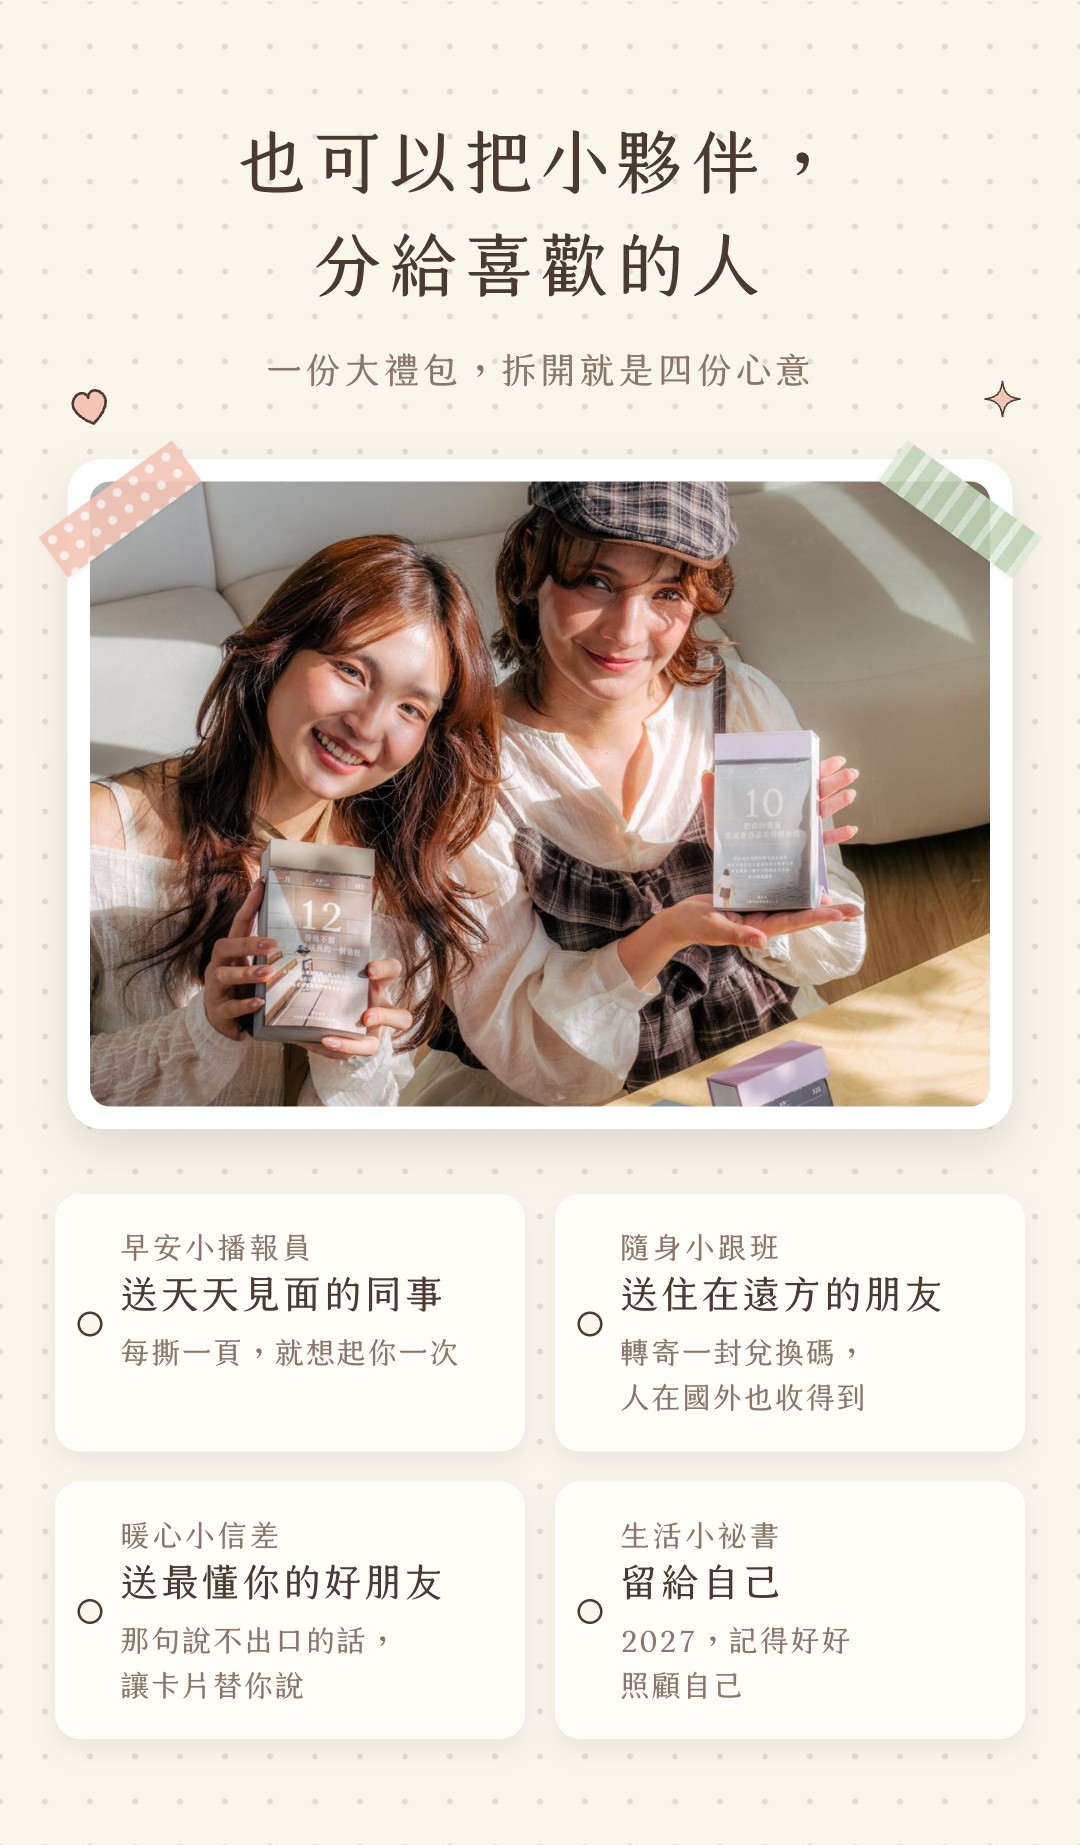 也可以把小夥伴，
分給喜歡的人
一份大禮包，拆開就是四份心意
12
10
早安小播報員
送天天見面的同事
每撕一頁，就想起你一次
隨身小跟班
送住在遠方的朋友
轉寄一封兌換碼，
人在國外也收得到
暖心小信差
送最懂你的好朋友
那句說不出口的話，
讓卡片替你說
生活小祕書
留給自己
2027，記得好好
照顧自己